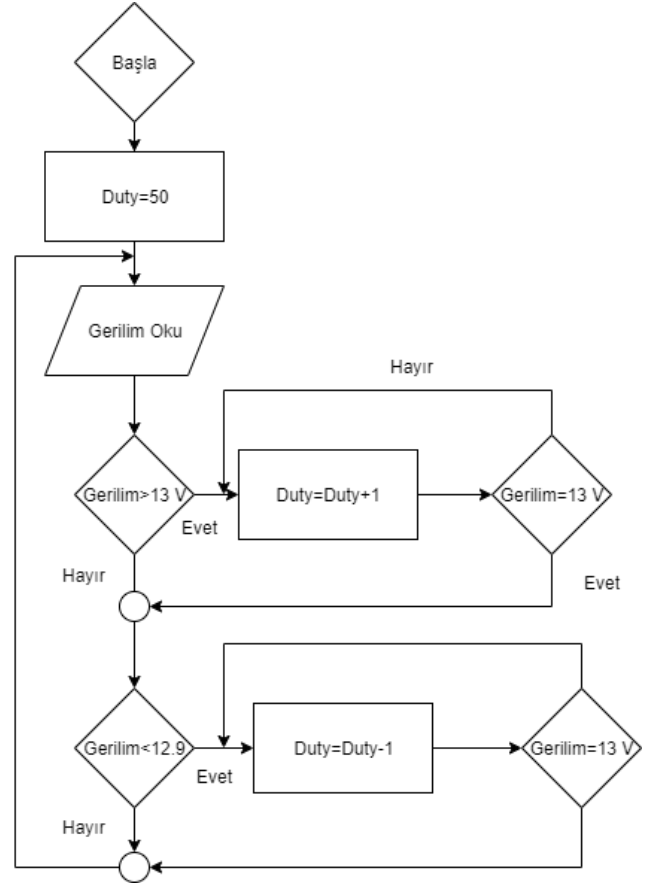 Başla
Duty=50
Gerilim Oku
Hayır
Gerilim>13 V
Duty=Duty+1
Gerilim=13 V
Evet
Hayır
Evet
Gerilim<12.9
Duty=Duty-1
Gerilim=13 V
Evet
Hayır